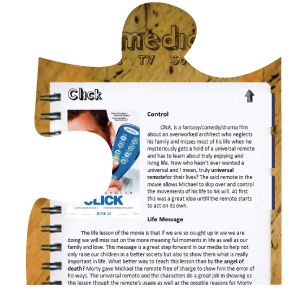 media
TV So
Click
Control
Click, is a fantasy/comedy/drama film
about an overworked architect who neglects
his family and misses most of his life when he
mysteriously gets a hold of a universal remote
and has to learn about truly enjoying and
living life. Now who hasn't ever wanted a
universal and I mean, truly universal
remote for their lives? The said remote in the
movie allows Michael to skip over and control
the movements of his life to his will. At first
this was a great idea until the remote starts
to act on its own.
CLICK
JUNE 23
Life Message
The life lesson of the movie is that if we are so caught up in we we are
doing we will miss out on the more meaning ful moments in life as well as our
family and love. This message is a great step forward in our media to help not
only raise our children in a better society but also to show them what is really
important in life. What better way to teach this lesson than by the angel of
death? Morty gave Michael the remote free of charge to show him the error of
his ways. The universal remote and the characters do a great job in showing us
this lesson though the remote's usage as well as the possible reasons for Morty